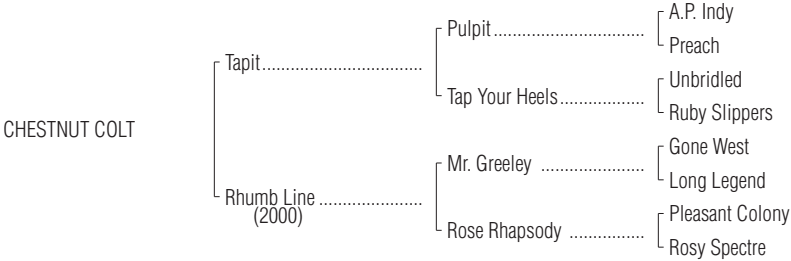 A.P. Indy
Pulpit................................
Preach
Tapit..................................
Unbridled
Tap Your Heels..................
Ruby Slippers
CHESTNUT COLT
Gone West
Mr. Greeley ......................
Long Legend
Rhumb Line ......................
(2000)
Pleasant Colony
Rose Rhapsody ................
Rosy Spectre